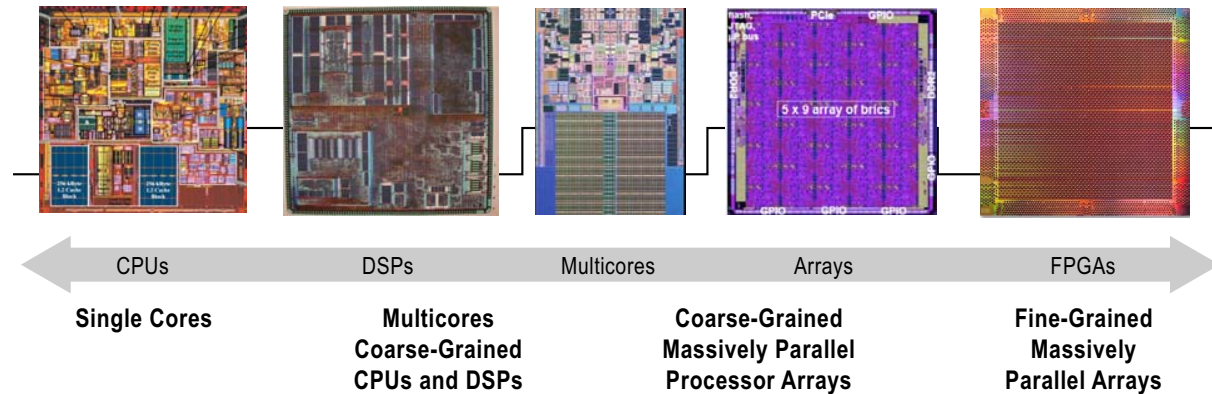 hash,
JTAG,
µP bus
PCIe
GPIO
DDR2
DDR2
5 x 9 array of brics
256 kByte
L2 Cache
Block
256 kByte
L2 Cache
Block
GPIO
GPIO
GPIO
GPIO
CPUs
DSPs
Multicores
Arrays
FPGAs
Single Cores
Multicores
Coarse-Grained
CPUs and DSPs
Coarse-Grained
Massively Parallel
Processor Arrays
Fine-Grained
Massively
Parallel Arrays